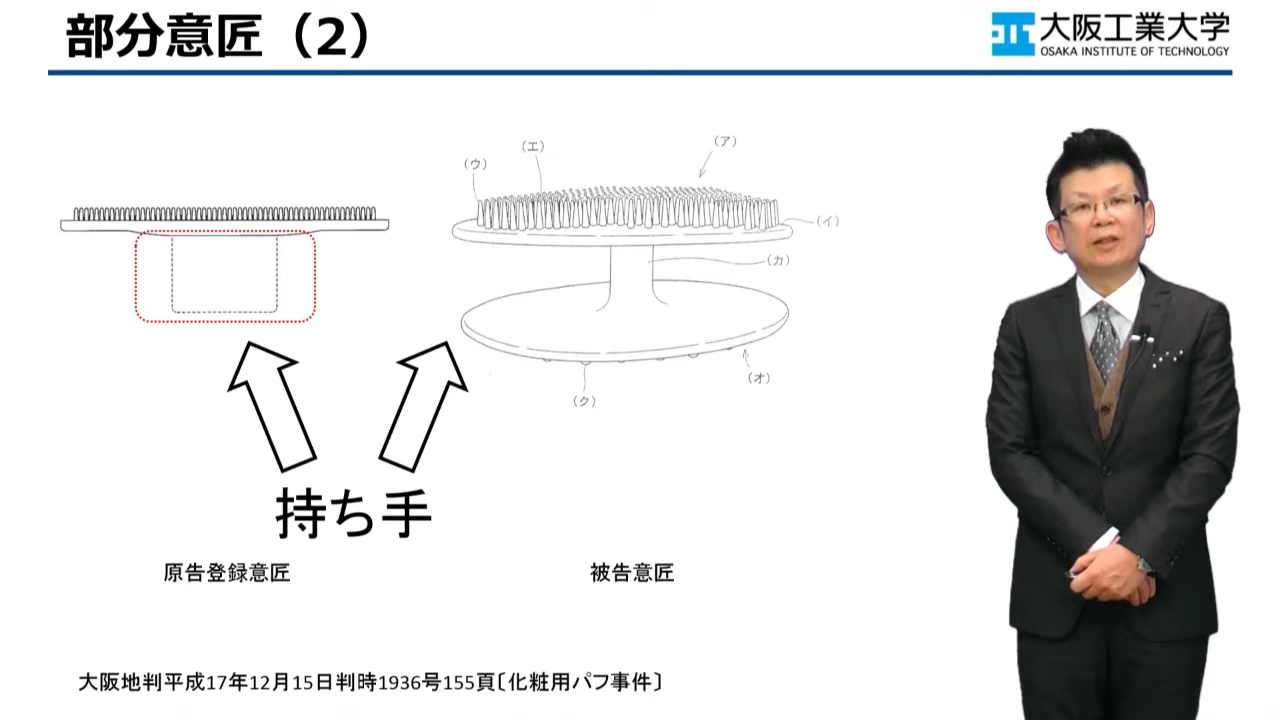 部分意匠（2）
大阪工業大学
OSAKA INSTITUTE OF TECHNOLOGY
（ア）
（エ）
（ウ）
（イ）
（カ）
（オ）
（ク）
持ち手
原告登録意匠
被告意匠
大阪地判平成17年12月15日判時1936号155頁〔化粧用パフ事件〕